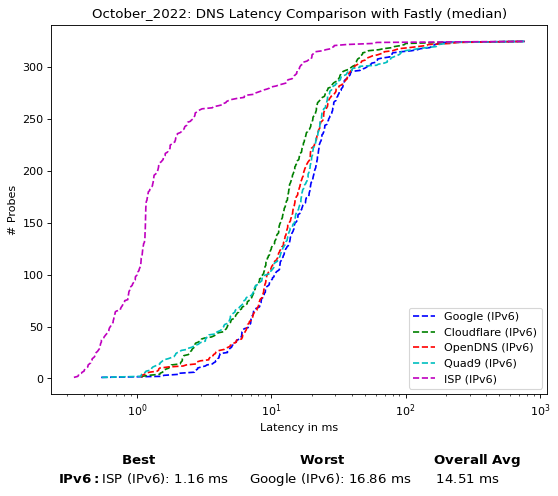 October_2022: DNS Latency Comparison with Fastly (median)
# Probes
300
250
200
150
100
50
0
Google (IPv6)
Cloudflare (IPv6)
OpenDNS (IPv6)
Quad9 (IPv6)
ISP (IPv6)
10⁰ 10¹ 10² 10³
Latency in ms
Best Worst Overall Avg
IPv6: ISP (IPv6): 1.16 ms Google (IPv6): 16.86 ms 14.51 ms